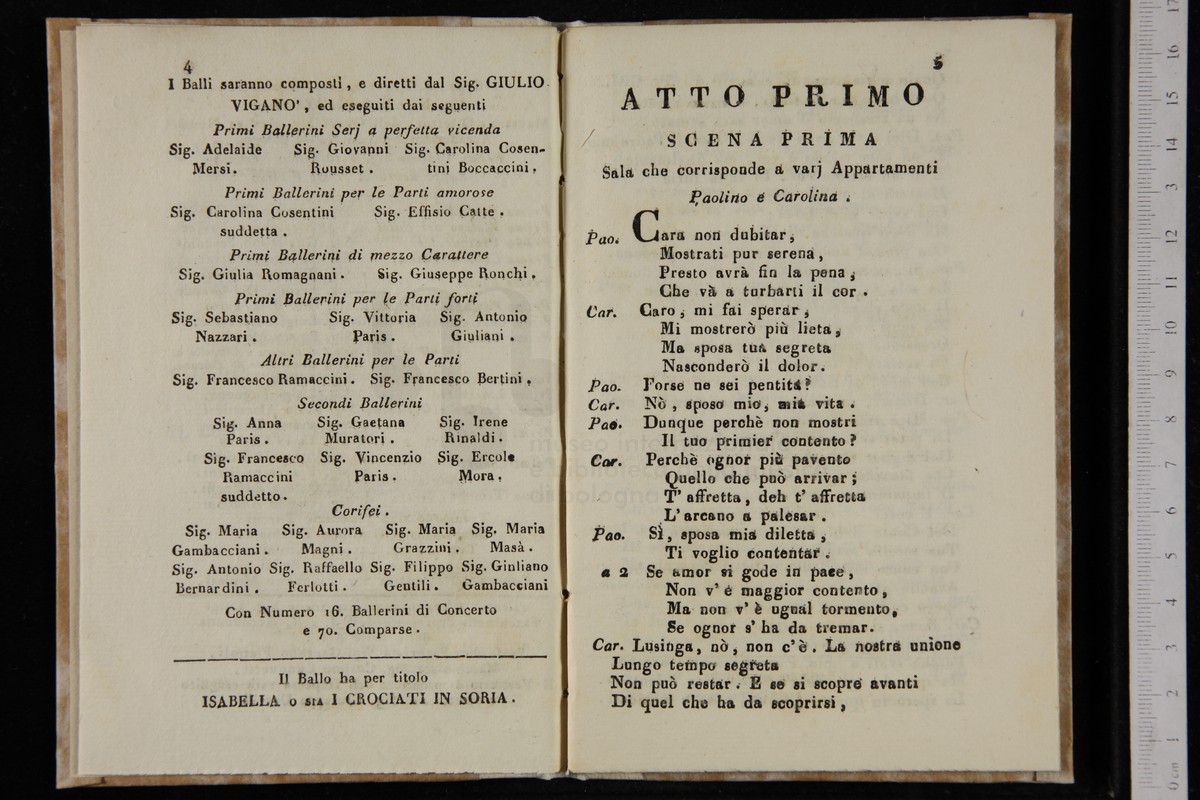 4
I Balli saranno composti, e diretti dal Sig. GIULIO
VIGANO', ed eseguiti dai seguenti
Primi Ballerini Serj a perfetta vicenda
Sig. Adelaide Sig. Giovanni Sig. Carolina Cosen-
Mersi. Rousset. tini Boccaccini,
Primi Ballerini per le Parti amorose
Sig. Carolina Cosentini Sig. Effisio Catte.
suddetta.
Primi Ballerini di mezzo Carattere
Sig. Giulia Romagnani. Sig. Giuseppe Ronchi.
Primi Ballerini per le Parti forti
Sig. Sebastiano Sig. Vittoria Sig. Antonio
Nazzari. Paris. Giuliani.
Altri Ballerini per le Parti
Sig. Francesco Ramaccini. Sig. Francesco Bertini,
Secondi Ballerini
Sig. Anna Sig. Gaetana Sig. Irene
Paris. Muratori. Rinaldi.
Sig. Francesco Sig. Vincenzio Sig. Ercole
Ramaccini Paris. Mora,
suddetto.
Corifei.
Sig. Maria Sig. Aurora Sig. Maria Sig. Maria
Gambacciani. Magni. Grazzini. Masà.
Sig. Antonio Sig. Raffaello Sig. Filippo Sig. Giuliano
Bernardini. Ferlotti. Gentili. Gambacciani
Con Numero 16. Ballerini di Concerto
e 70. Comparse.
Il Ballo ha per titolo
ISABELLA o sia I CROCIATI IN SORIA.
5
ATTO PRIMO
SCENA PRIMA
Sala che corrisponde a varj Appartamenti
Paolino e Carolina.
Pao. Cara non dubitar,
Mostrati pur serena,
Presto avrà fin la pena,
Che và a turbarti il cor.
Car. Caro, mi fai sperar,
Mi mostrerò più lieta,
Ma sposa tua segreta
Nasconderò il dolor.
Pao. Forse ne sei pentita?
Car. Nò, sposo mio, mia vita.
Pao. Dunque perchè non mostri
Il tuo primier contento?
Car. Perchè ognor più pavento
Quello che può arrivar;
T' affretta, deh t' affretta
L' arcano a palesar.
Pao. Sì, sposa mia diletta,
Ti voglio contentar.
a 2 Se amor si gode in pace,
Non v' è maggior contento,
Ma non v' è ugual tormento,
Se ognor s' ha da tremar.
Car. Lusinga, nò, non c' è. La nostra unione
Lungo tempo segreta
Non può restar. E se si scopre avanti
Di quel che ha da scoprirsi,